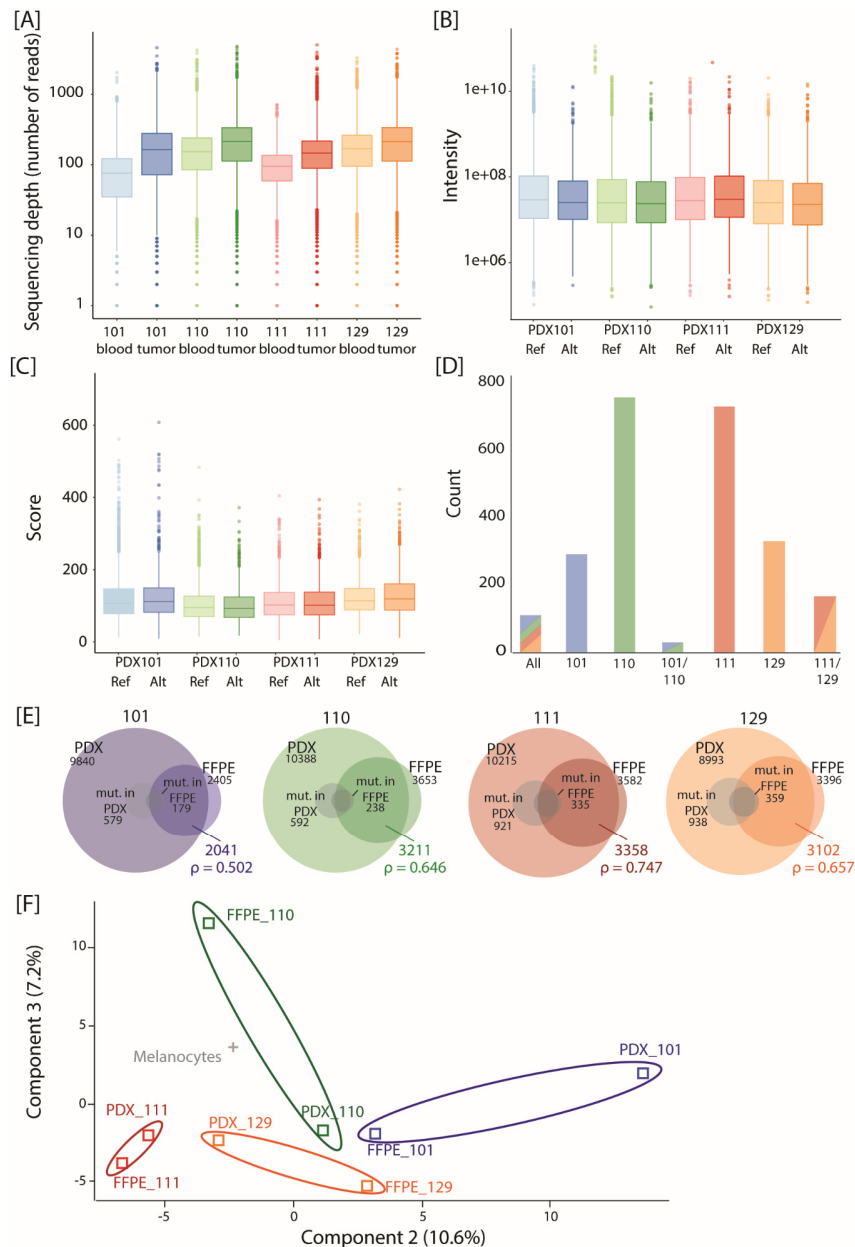 [A]
Sequencing depth (number of reads)
1000
100
10
1
101 101 110 110 111 111 129 129
blood tumor blood tumor blood tumor blood tumor
[B]
Intensity
1e+10
1e+08
1e+06
PDX101 PDX110 PDX111 PDX129
Ref Alt Ref Alt Ref Alt Ref Alt
[C]
Score
600
400
200
0
PDX101 PDX110 PDX111 PDX129
Ref Alt Ref Alt Ref Alt Ref Alt
[D]
Count
800
600
400
200
0
All 101 110 101/ 111 129 111/
110 129
[E]
101
PDX
9840
FFPE
2405
mut. in
PDX
579
mut. in
FFPE
179
2041
ρ = 0.502
110
PDX
10388
FFPE
3653
mut. in
PDX
592
mut. in
FFPE
238
3211
ρ = 0.646
111
PDX
10215
FFPE
3582
mut. in
PDX
921
mut. in
FFPE
335
3358
ρ = 0.747
129
PDX
8993
FFPE
3396
mut. in
PDX
938
mut. in
FFPE
359
3102
ρ = 0.657
[F]
Component 3 (7.2%)
10
5
0
-5
FFPE_110
Melanocytes
PDX_101
PDX_111
PDX_129
PDX_110
FFPE_101
FFPE_111
FFPE_129
-5 0 5 10
Component 2 (10.6%)